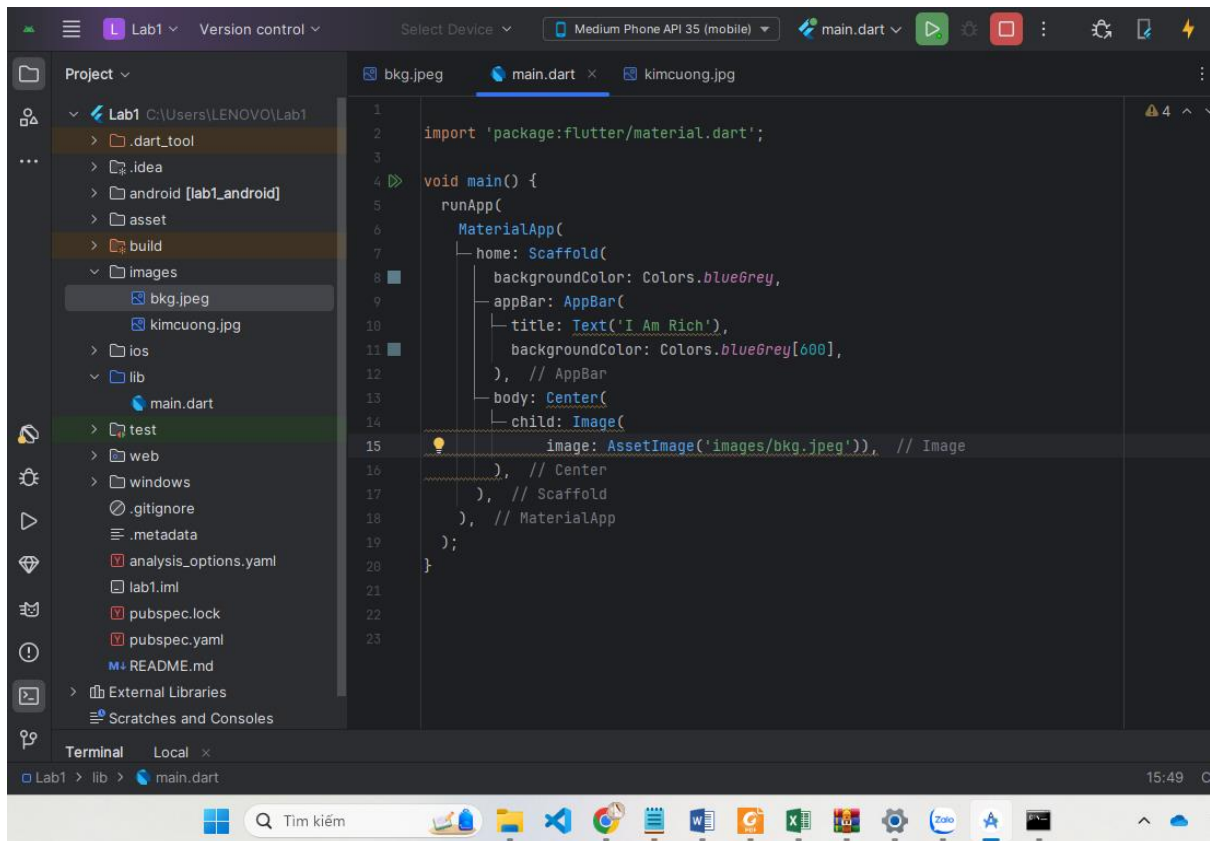 L Lab1 Version control Select Device Medium Phone API 35 (mobile) main.dart
Project bkg.jpeg main.dart × kimcuong.jpg
Lab1 C:\Users\LENOVO\Lab1
.dart_tool
.idea
android [lab1_android]
asset
build
images
bkg.jpeg
kimcuong.jpg
ios
lib
main.dart
test
web
windows
.gitignore
.metadata
analysis_options.yaml
lab1.iml
pubspec.lock
pubspec.yaml
README.md
External Libraries
Scratches and Consoles
4
1
2 import 'package:flutter/material.dart';
3
4 void main() {
5 runApp(
6 MaterialApp(
7 home: Scaffold(
8 backgroundColor: Colors.blueGrey,
9 appBar: AppBar(
10 title: Text('I Am Rich'),
11 backgroundColor: Colors.blueGrey[600],
12 ), // AppBar
13 body: Center(
14 child: Image(
15 image: AssetImage('images/bkg.jpeg')), // Image
16 ), // Center
17 ), // Scaffold
18 ), // MaterialApp
19 );
20 }
21
22
23
Terminal Local ×
Lab1 > lib > main.dart 15:49
Tìm kiếm
Zalo